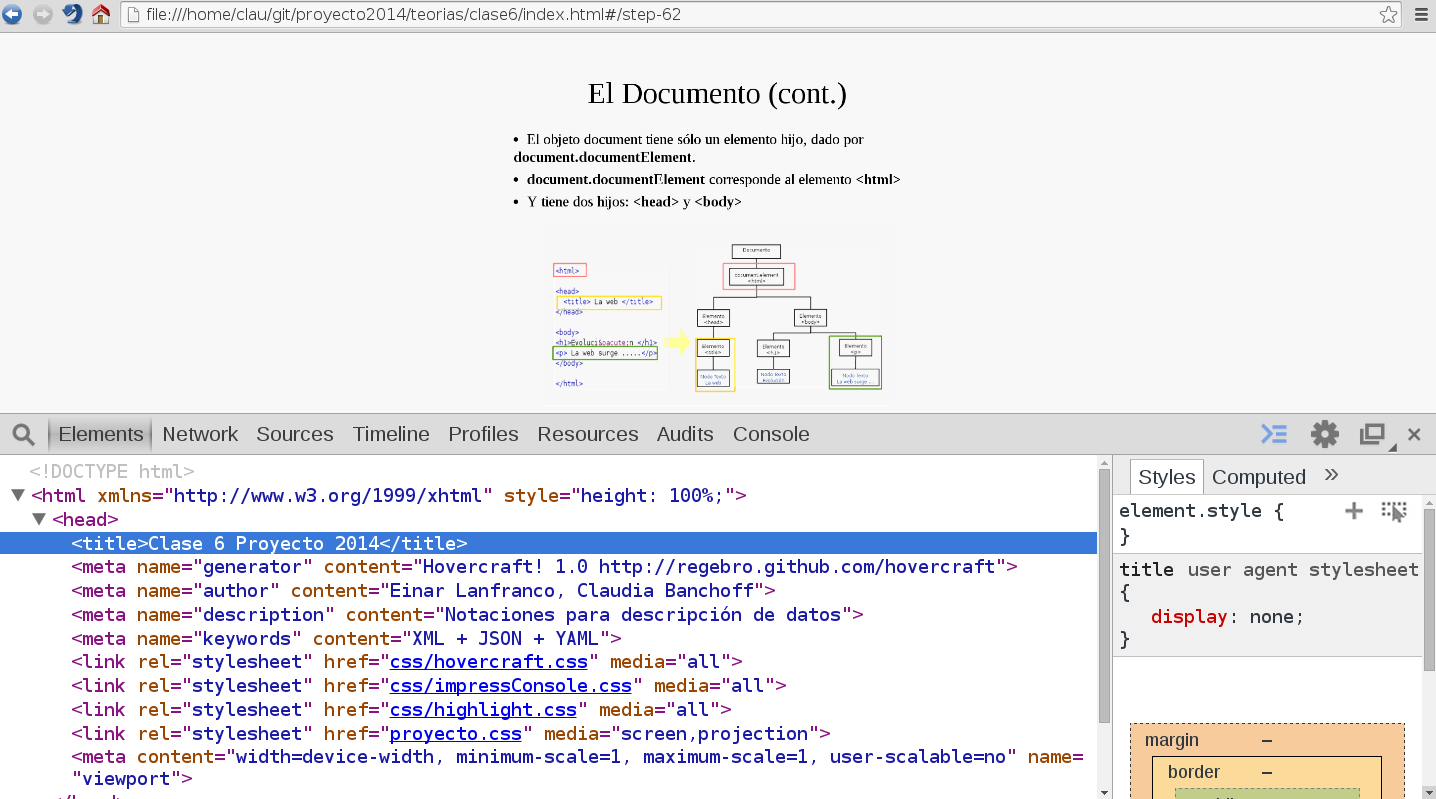 file:///home/clau/git/proyecto2014/teorias/clase6/index.html#/step-62
El Documento (cont.)
• El objeto document tiene sólo un elemento hijo, dado por
document.documentElement.
• document.documentElement corresponde al elemento <html>
• Y tiene dos hijos: <head> y <body>
<html>
<head>
<title> La web </title>
</head>
<body>
<h1>Evoluci&oacute;n </h1>
<p> La web surge .....</p>
</body>
</html>
Documento
documentElement
<html>
Elemento
<head>
Elemento
<body>
Elemento
<title>
Elemento
<h1>
Elemento
<p>
Nodo Texto
La web
Nodo Texto
Evolución
Nodo Texto
La web surge ...
Elements Network Sources Timeline Profiles Resources Audits Console
<!DOCTYPE html>
<html xmlns="http://www.w3.org/1999/xhtml" style="height: 100%;">
<head>
<title>Clase 6 Proyecto 2014</title>
<meta name="generator" content="Hovercraft! 1.0 http://regebro.github.com/hovercraft">
<meta name="author" content="Einar Lanfranco, Claudia Banchoff">
<meta name="description" content="Notaciones para descripción de datos">
<meta name="keywords" content="XML + JSON + YAML">
<link rel="stylesheet" href="css/hovercraft.css" media="all">
<link rel="stylesheet" href="css/impressConsole.css" media="all">
<link rel="stylesheet" href="css/highlight.css" media="all">
<link rel="stylesheet" href="proyecto.css" media="screen,projection">
<meta content="width=device-width, minimum-scale=1, maximum-scale=1, user-scalable=no" name=
"viewport">
Styles Computed »
element.style {
}
title user agent stylesheet
{
display: none;
}
margin –
border –